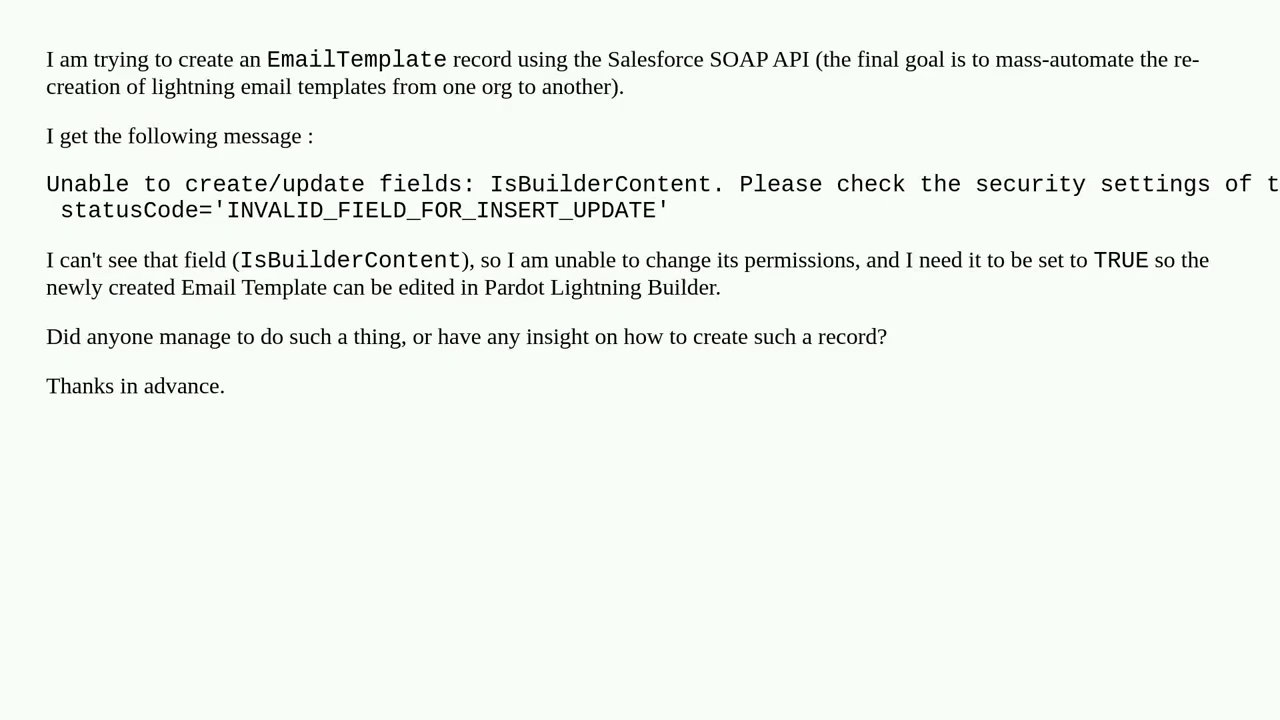 I am trying to create an EmailTemplate record using the Salesforce SOAP API (the final goal is to mass-automate the re-
creation of lightning email templates from one org to another).
I get the following message :
Unable to create/update fields: IsBuilderContent. Please check the security settings of t
statusCode='INVALID_FIELD_FOR_INSERT_UPDATE'
I can't see that field (IsBuilderContent), so I am unable to change its permissions, and I need it to be set to TRUE so the
newly created Email Template can be edited in Pardot Lightning Builder.
Did anyone manage to do such a thing, or have any insight on how to create such a record?
Thanks in advance.